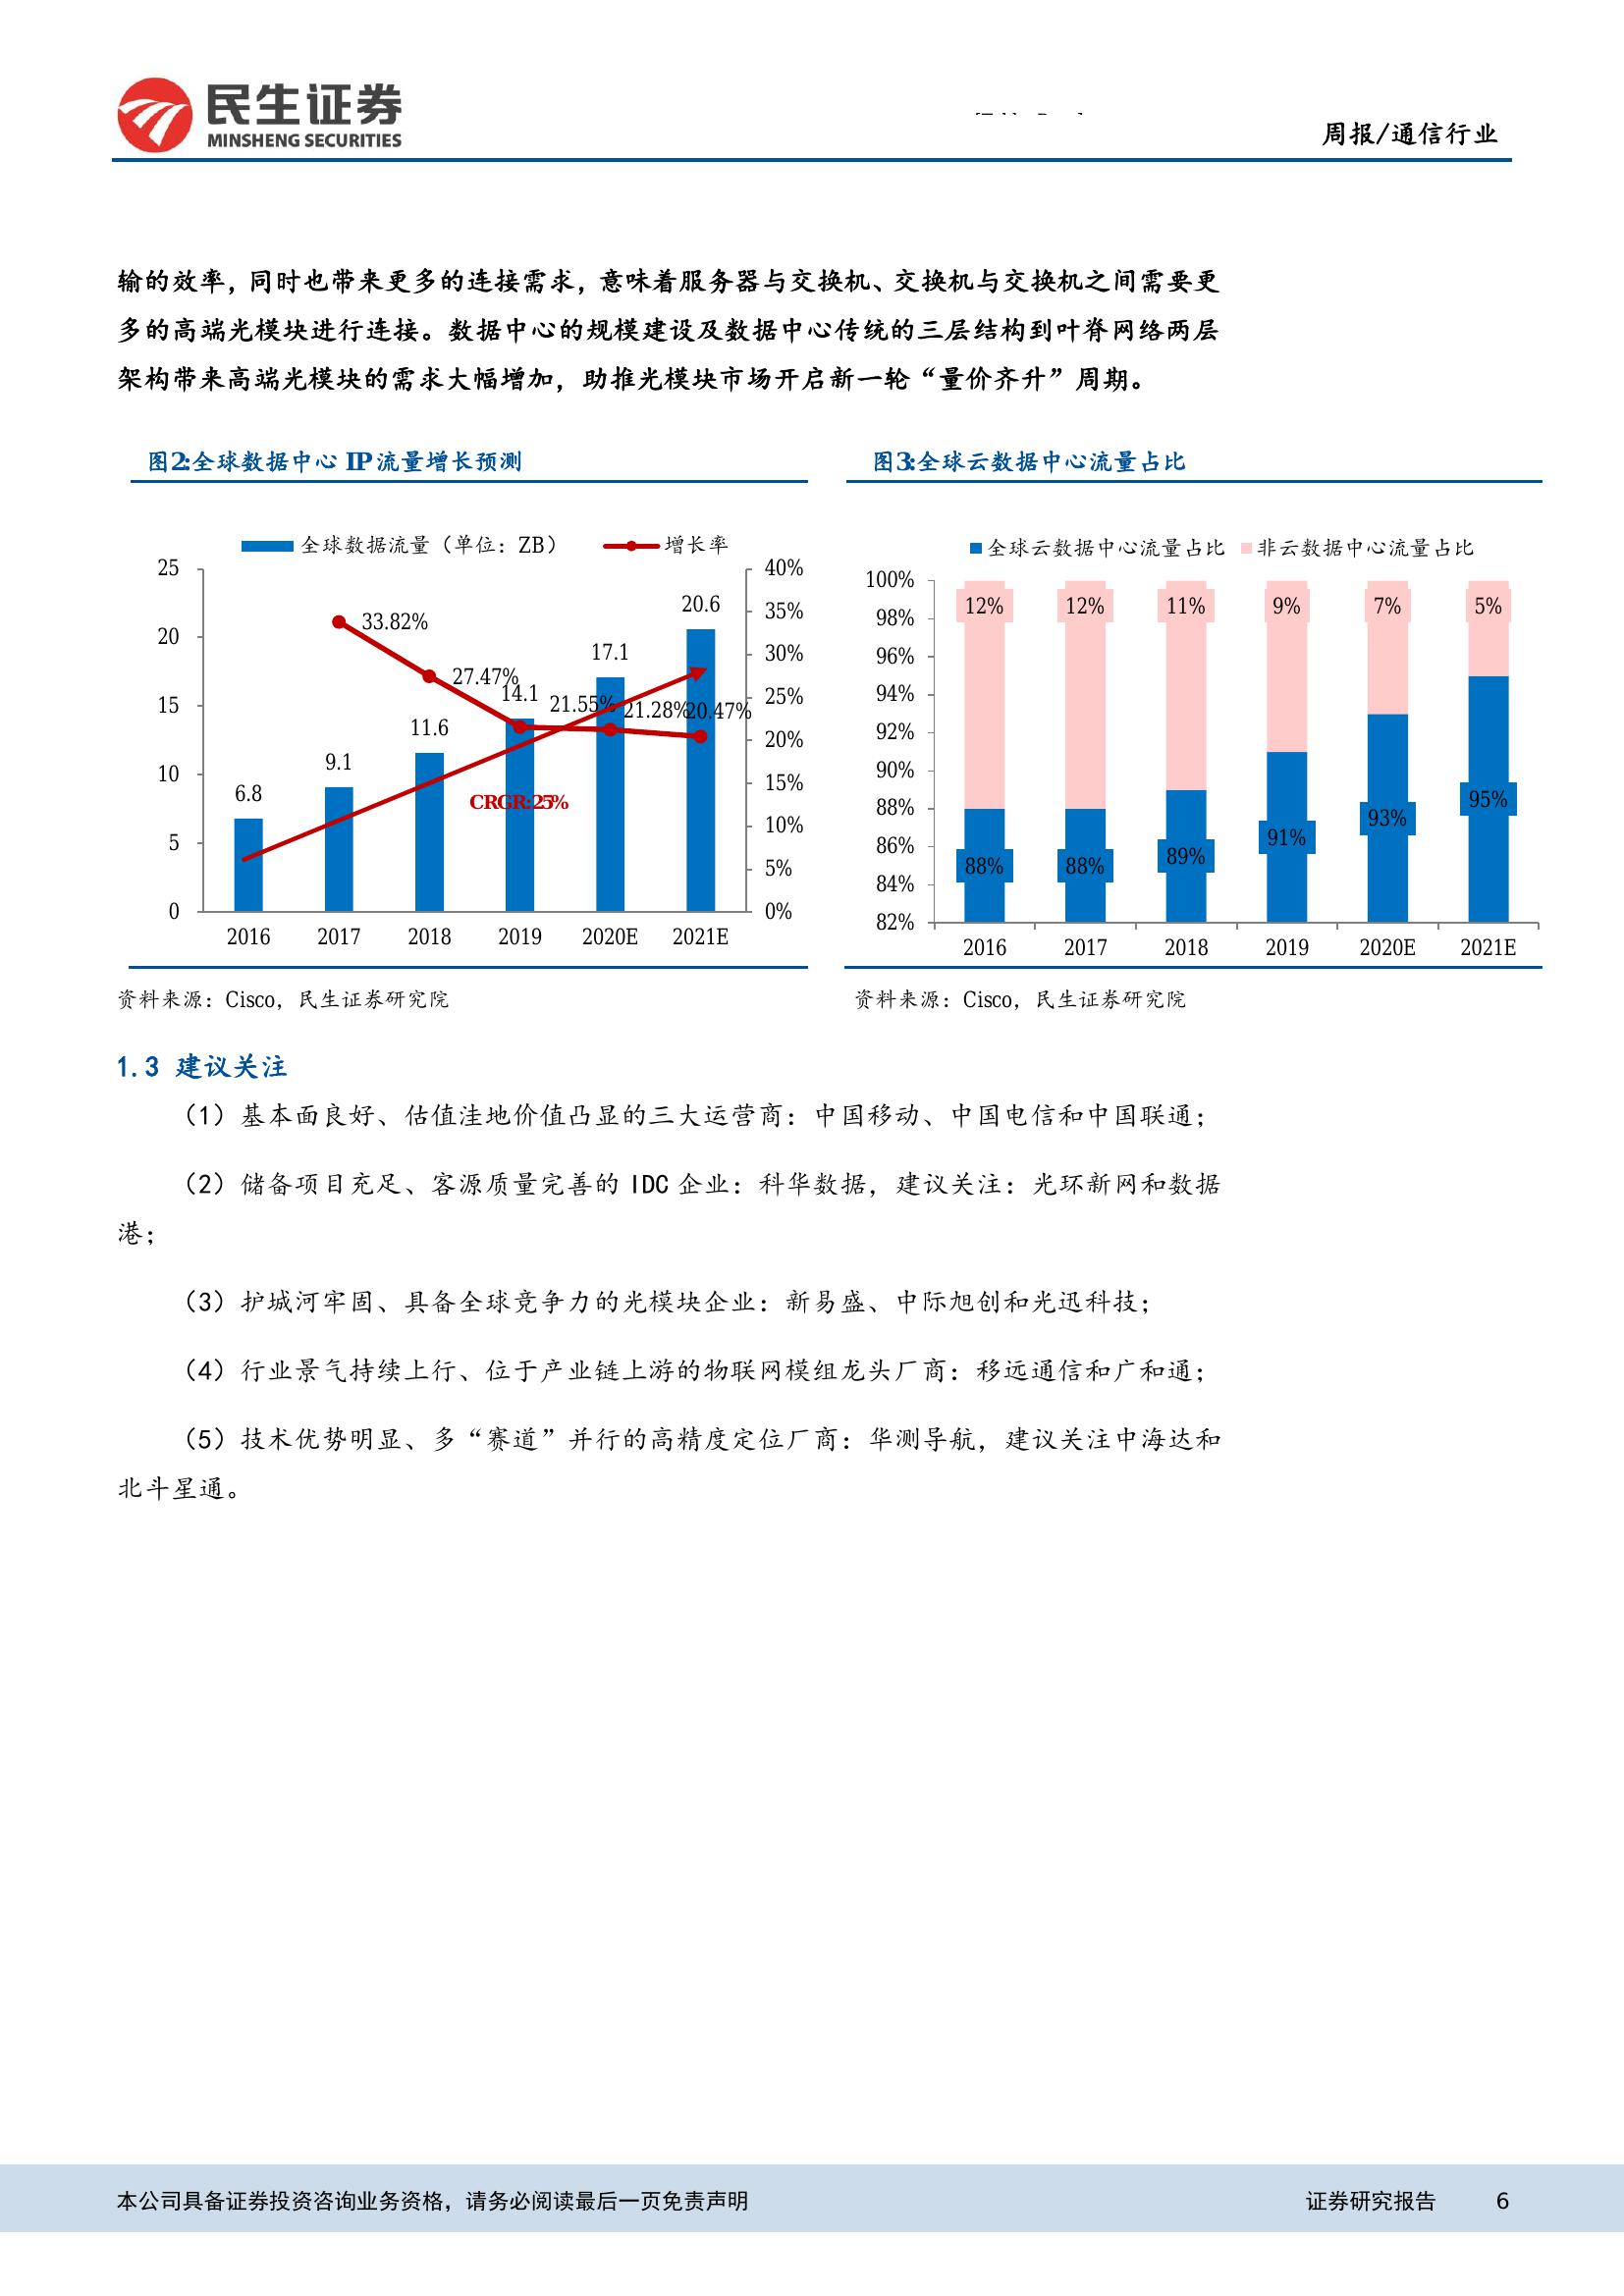 民生证券
MINSHENG SECURITIES
周报/通信行业
输的效率，同时也带来更多的连接需求，意味着服务器与交换机、交换机与交换机之间需要更
多的高端光模块进行连接。数据中心的规模建设及数据中心传统的三层结构到叶脊网络两层
架构带来高端光模块的需求大幅增加，助推光模块市场开启新一轮“量价齐升”周期。
图2:全球数据中心 IP 流量增长预测
全球数据流量（单位：ZB） 增长率
25
20
15
10
5
0
40%
35%
30%
25%
20%
15%
10%
5%
0%
6.8
9.1
11.6
14.1
17.1
20.6
33.82%
27.47%
21.55%
21.28%
20.47%
CRGR:25%
2016 2017 2018 2019 2020E 2021E
资料来源：Cisco，民生证券研究院
图3:全球云数据中心流量占比
全球云数据中心流量占比 非云数据中心流量占比
100%
98%
96%
94%
92%
90%
88%
86%
84%
82%
12% 12% 11% 9% 7% 5%
88% 88% 89% 91% 93% 95%
2016 2017 2018 2019 2020E 2021E
资料来源：Cisco，民生证券研究院
1.3 建议关注
（1）基本面良好、估值洼地价值凸显的三大运营商：中国移动、中国电信和中国联通；
（2）储备项目充足、客源质量完善的 IDC 企业：科华数据，建议关注：光环新网和数据
港；
（3）护城河牢固、具备全球竞争力的光模块企业：新易盛、中际旭创和光迅科技；
（4）行业景气持续上行、位于产业链上游的物联网模组龙头厂商：移远通信和广和通；
（5）技术优势明显、多“赛道”并行的高精度定位厂商：华测导航，建议关注中海达和
北斗星通。
本公司具备证券投资咨询业务资格，请务必阅读最后一页免责声明
证券研究报告 6